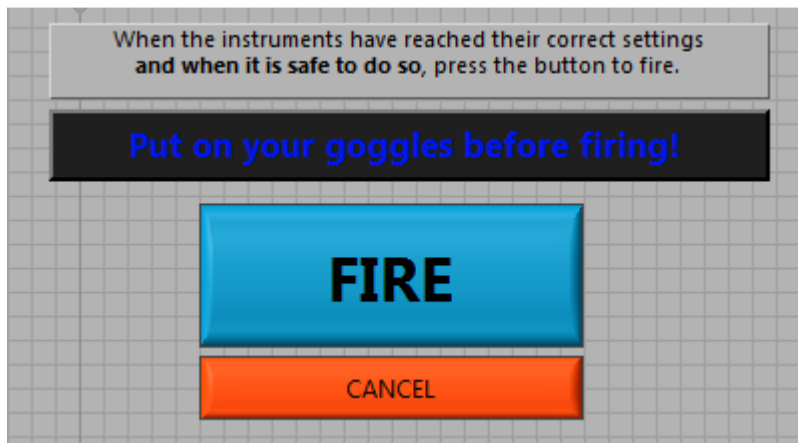 When the instruments have reached their correct settings
and when it is safe to do so, press the button to fire.
Put on your goggles before firing!
FIRE
CANCEL